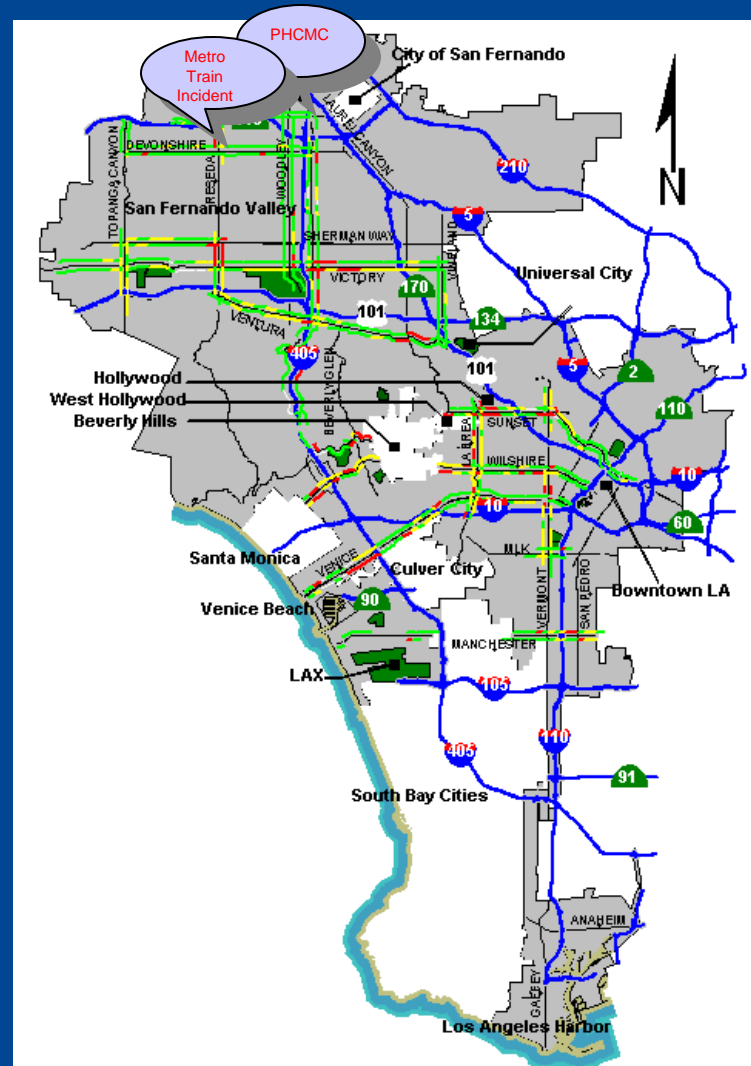 PHCMC
Metro
Train
Incident
City of San Fernando
LAUREL CANYON
DEVONSHIRE
TOPANGA CANYON
RESEDA
WOODLEY
N
210
5
San Fernando Valley
SHERMAN WAY
VINELAND
VICTORY
Universal City
170
101
134
VENTURA
405
BEVERLY GLEN
101
5
2
Hollywood
West Hollywood
Beverly Hills
110
SUNSET
LA BREA
WILSHIRE
10
10
60
MLK
Santa Monica
VENICE
Culver City
Downtown LA
VERMONT
SAN PEDRO
Venice Beach
90
MANCHESTER
LAX
105
405
110
91
South Bay Cities
ANAHEIM
GAFFEY
Los Angeles Harbor